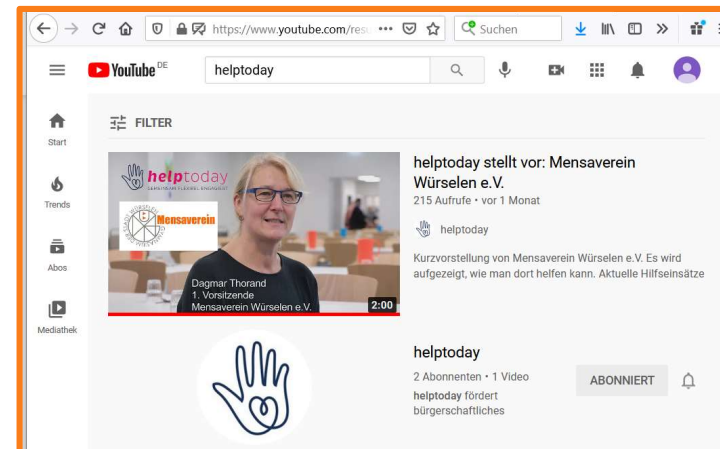 https://www.youtube.com/resu
Suchen
YouTube DE
helptoday
Start
Trends
Abos
Mediathek
FILTER
helptoday
GEMEINSAM FLEXIBEL ENGAGIERT
Mensaverein
Dagmar Thorand
1. Vorsitzende
Mensaverein Würselen e.V.
2:00
helptoday stellt vor: Mensaverein
Würselen e.V.
215 Aufrufe • vor 1 Monat
helptoday
Kurzvorstellung von Mensaverein Würselen e.V. Es wird
aufgezeigt, wie man dort helfen kann. Aktuelle Hilfseinsätze
helptoday
2 Abonnenten • 1 Video
helptoday fördert
bürgerschaftliches
ABONNIERT